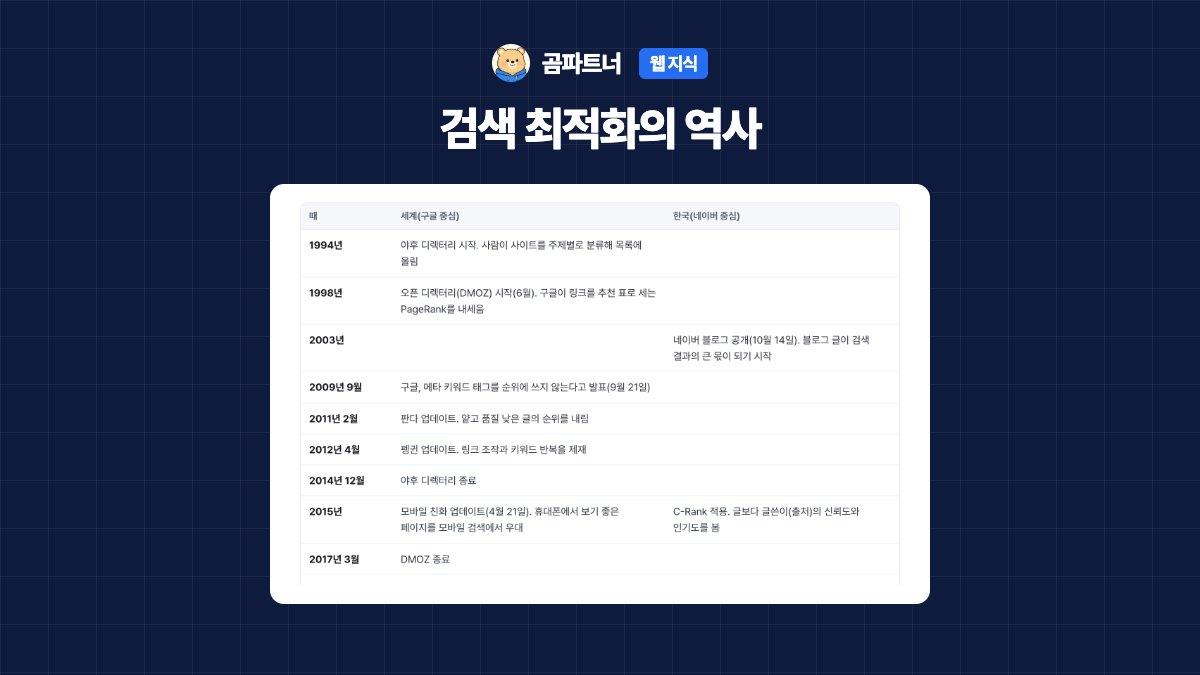 곰파트너 웹 지식
검색 최적화의 역사
때 세계(구글 중심) 한국(네이버 중심)
1994년 야후 디렉터리 시작. 사람이 사이트를 주제별로 분류해 목록에
올림
1998년 오픈 디렉터리(DMOZ) 시작(6월). 구글이 링크를 추천 표로 세는
PageRank를 내세움
2003년 네이버 블로그 공개(10월 14일). 블로그 글이 검색
결과의 큰 몫이 되기 시작
2009년 9월 구글, 메타 키워드 태그를 순위에 쓰지 않는다고 발표(9월 21일)
2011년 2월 판다 업데이트. 얕고 품질 낮은 글의 순위를 내림
2012년 4월 펭귄 업데이트. 링크 조작과 키워드 반복을 제재
2014년 12월 야후 디렉터리 종료
2015년 모바일 친화 업데이트(4월 21일). 휴대폰에서 보기 좋은 C-Rank 적용. 글보다 글쓴이(출처)의 신뢰도와
페이지를 모바일 검색에서 우대 인기도를 봄
2017년 3월 DMOZ 종료